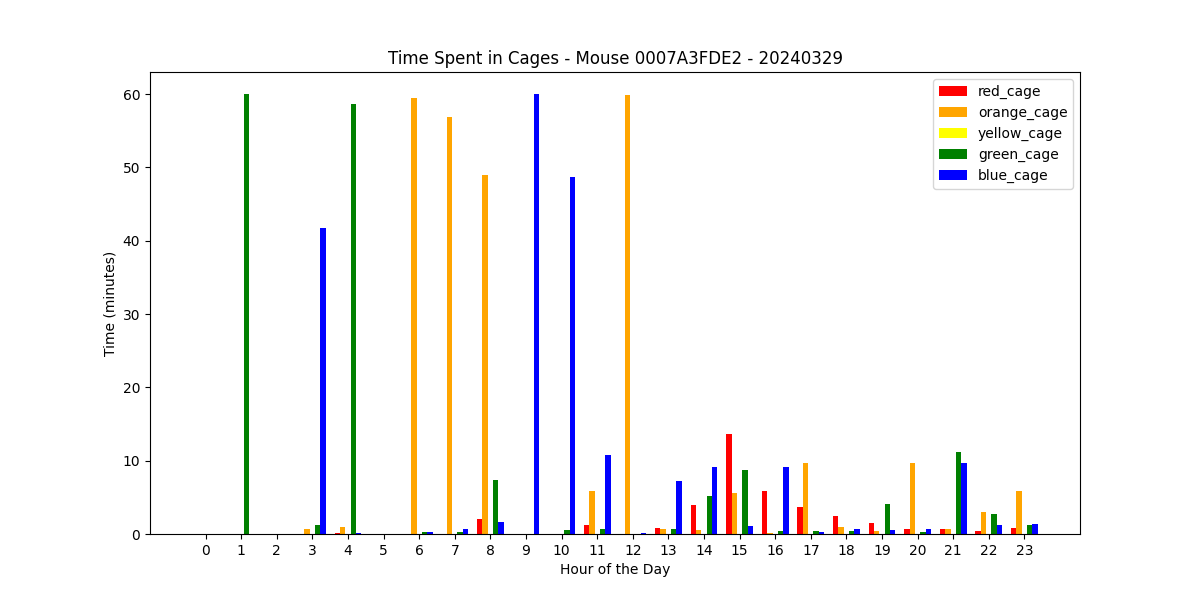 Time Spent in Cages - Mouse 0007A3FDE2 - 20240329
red_cage
orange_cage
yellow_cage
green_cage
blue_cage
Time (minutes)
60
50
40
30
20
10
0
0 1 2 3 4 5 6 7 8 9 10 11 12 13 14 15 16 17 18 19 20 21 22 23
Hour of the Day